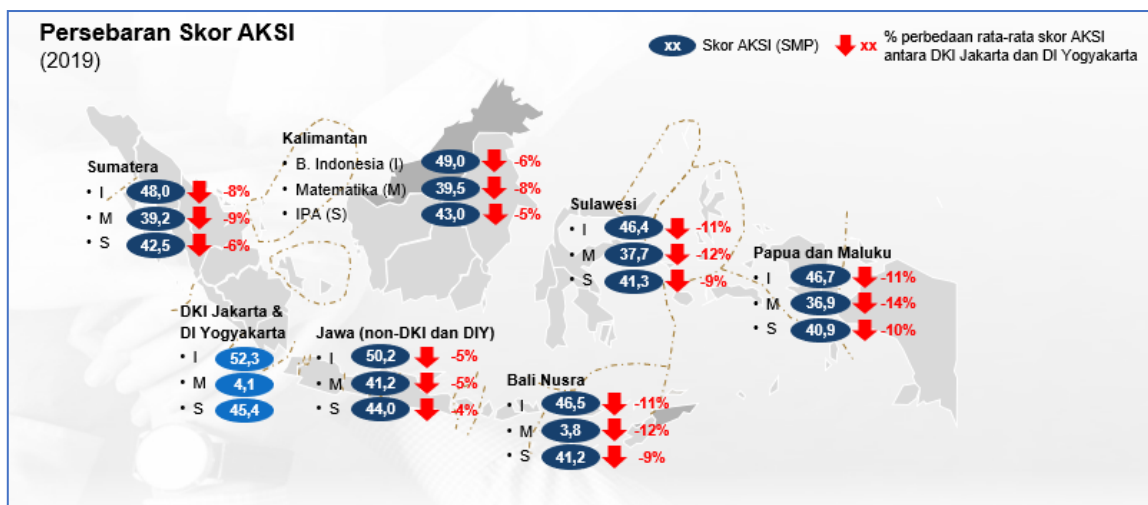 Persebaran Skor AKSI
(2019)
xx Skor AKSI (SMP)
xx % perbedaan rata-rata skor AKSI
antara DKI Jakarta dan DI Yogyakarta
Kalimantan
• B. Indonesia (I) 49,0 -6%
• Matematika (M) 39,5 -8%
• IPA (S) 43,0 -5%
Sumatera
• I 48,0 -8%
• M 39,2 -9%
• S 42,5 -6%
Sulawesi
• I 46,4 -11%
• M 37,7 -12%
• S 41,3 -9%
Papua dan Maluku
• I 46,7 -11%
• M 36,9 -14%
• S 40,9 -10%
DKI Jakarta &
DI Yogyakarta
• I 52,3
• M 4,1
• S 45,4
Jawa (non-DKI dan DIY)
• I 50,2 -5%
• M 41,2 -5%
• S 44,0 -4%
Bali Nusra
• I 46,5 -11%
• M 3,8 -12%
• S 41,2 -9%